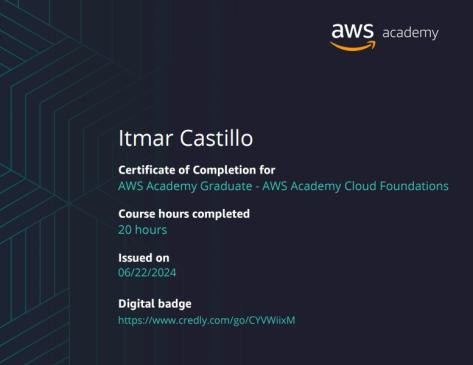 aws academy
Itmar Castillo
Certificate of Completion for
AWS Academy Graduate - AWS Academy Cloud Foundations
Course hours completed
20 hours
Issued on
06/22/2024
Digital badge
https://www.credly.com/go/CYVWiixM